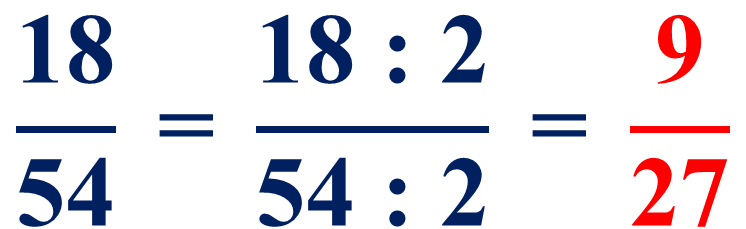 18 18 : 2 9
= =
54 54 : 2 27